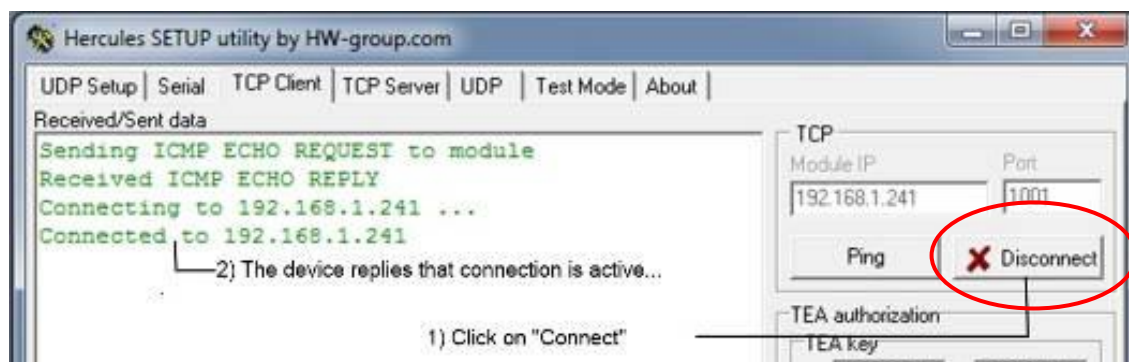 Hercules SETUP utility by HW-group.com
UDP Setup Serial TCP Client TCP Server UDP Test Mode About
Received/Sent data
Sending ICMP ECHO REQUEST to module
Received ICMP ECHO REPLY
Connecting to 192.168.1.241 ...
Connected to 192.168.1.241
2) The device replies that connection is active...
1) Click on "Connect"
TCP
Module IP Port
192.168.1.241 1001
Ping Disconnect
TEA authorization
TEA key